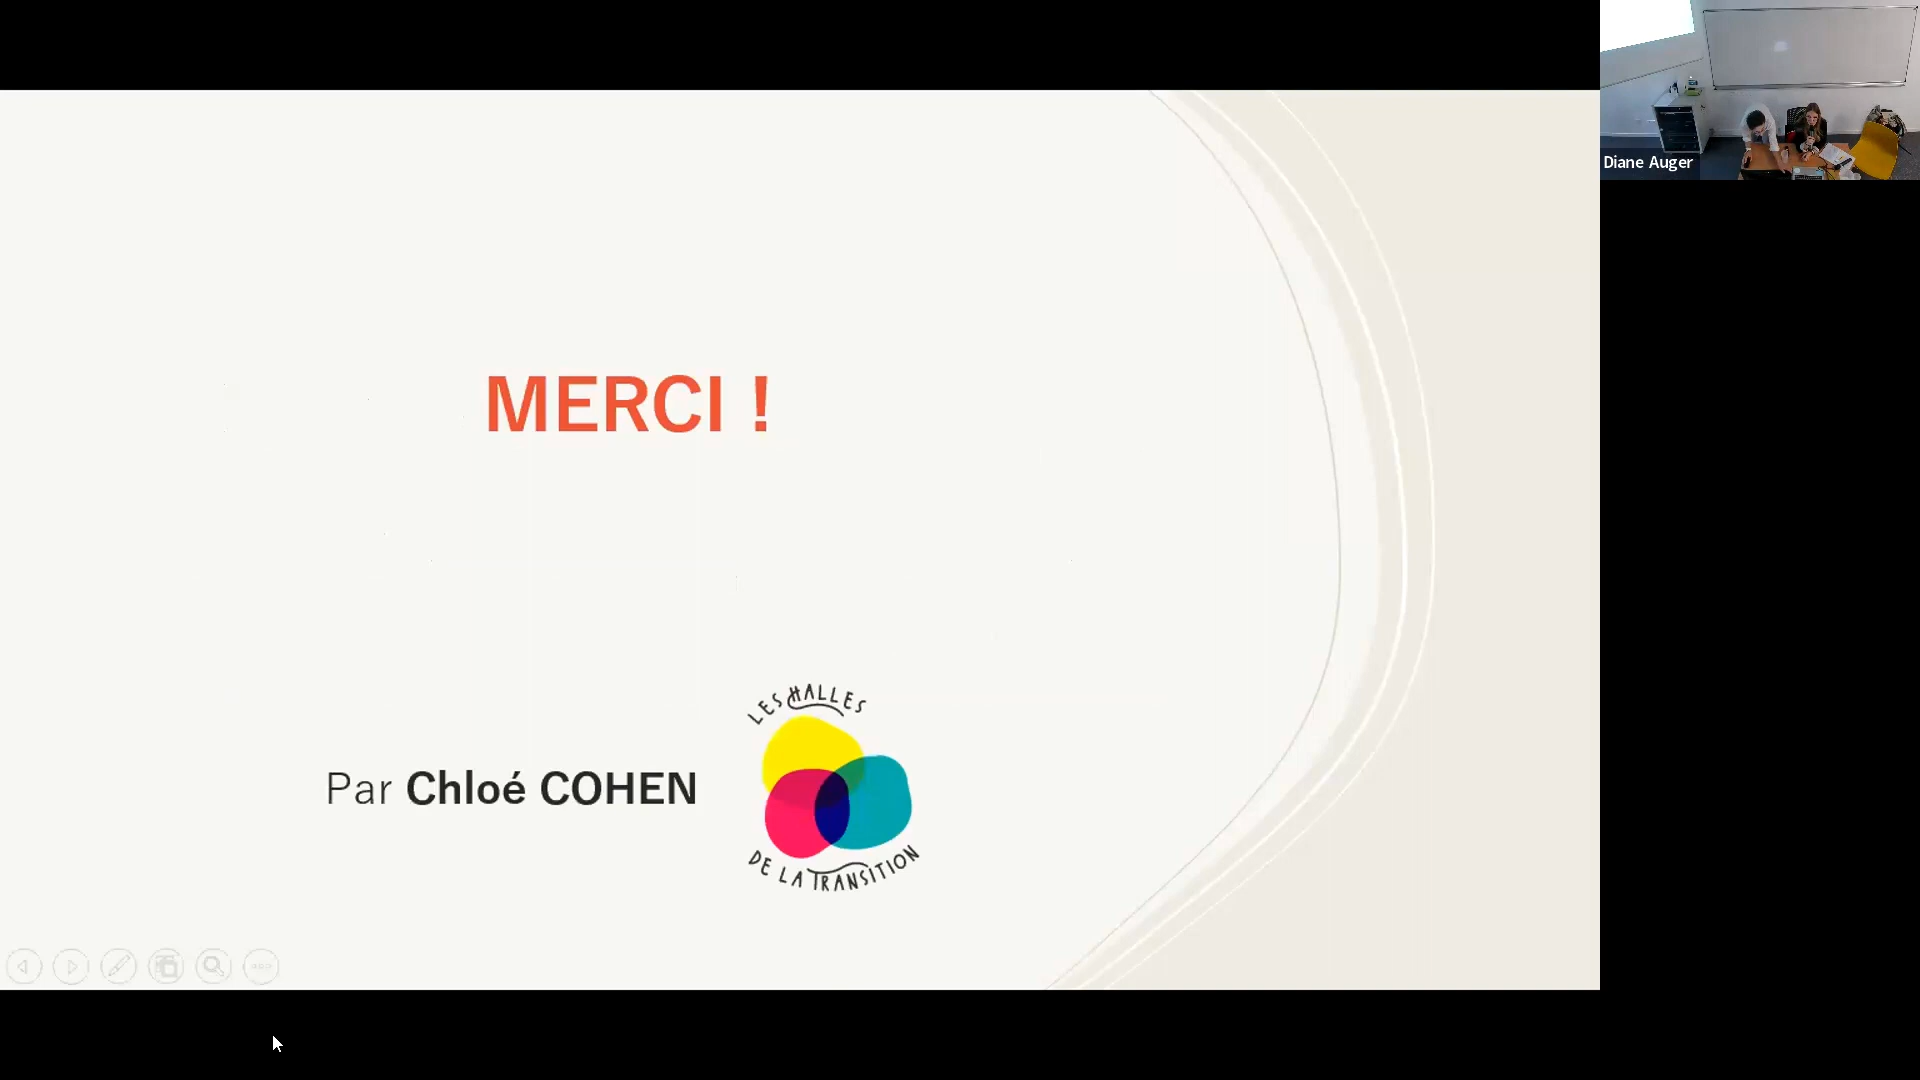 Diane Auger
MERCI !
LES HALLES
Par Chloé COHEN
DE LA TRANSITION